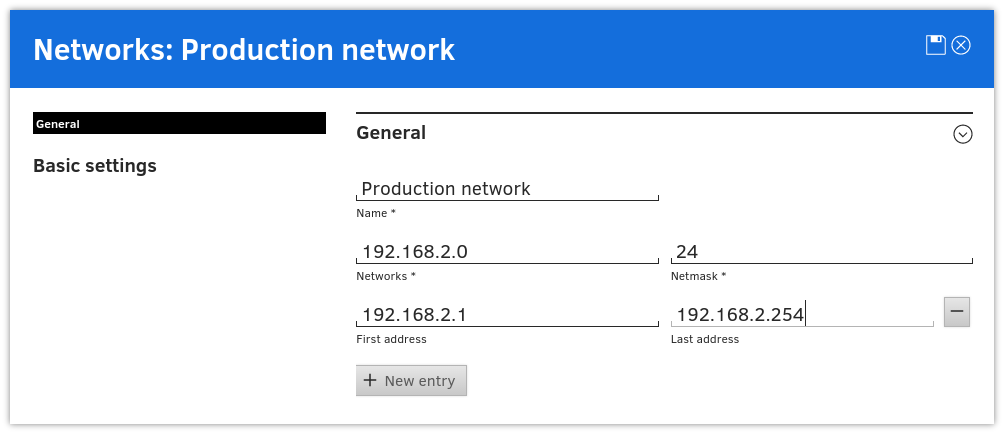 Networks: Production network
General
Basic settings
General
Production network
Name *
192.168.2.0
24
Networks *
Netmask *
192.168.2.1
192.168.2.254
First address
Last address
New entry